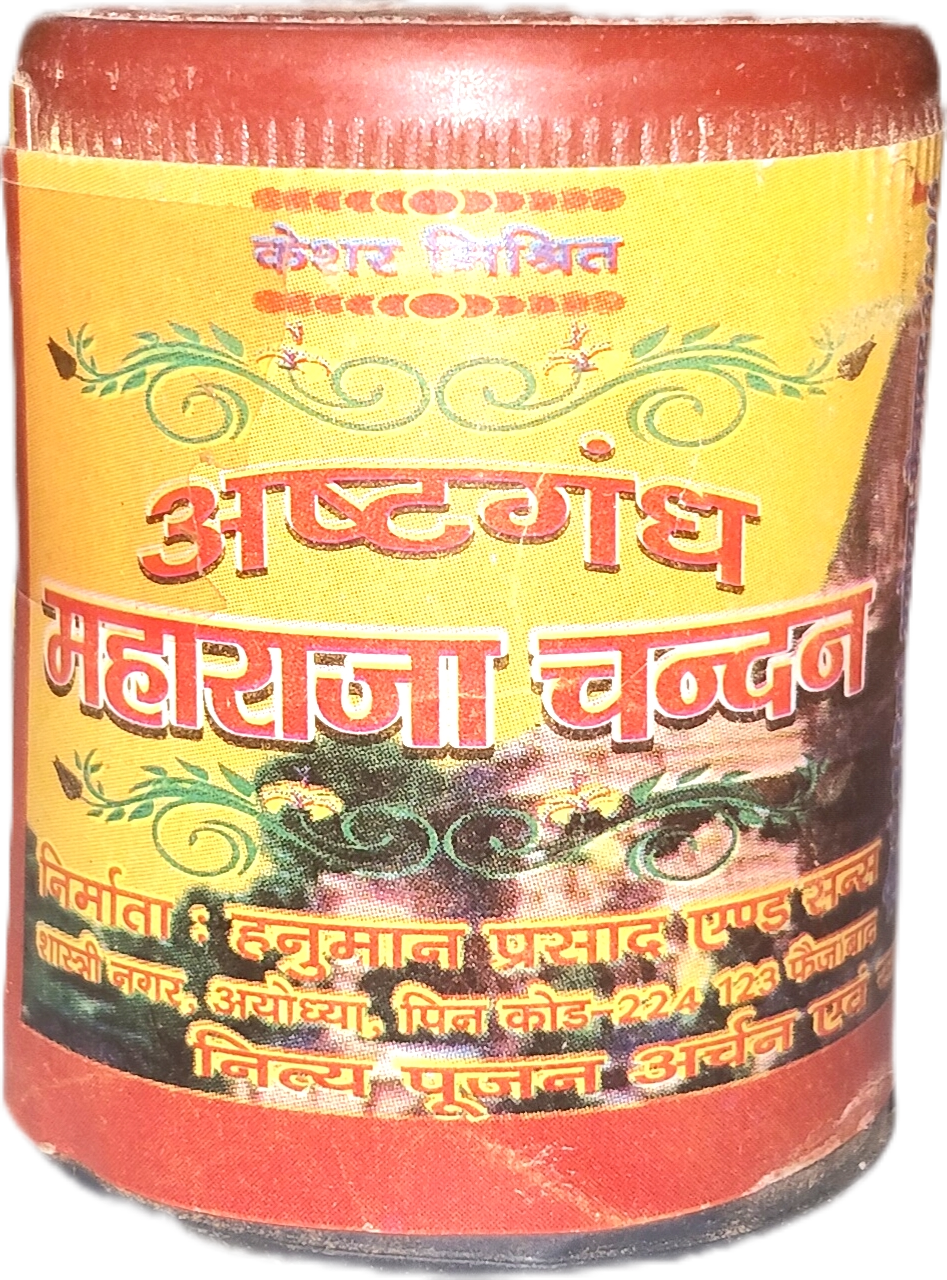 केशर मिश्रित
अष्टगंध
महाराजा चन्दन
निर्माता : हनुमान प्रसाद एण्ड सन्स
शास्त्री नगर, अयोध्या, पिन कोड-224 123 फैजाबाद
नित्य पूजन अर्चन एवं